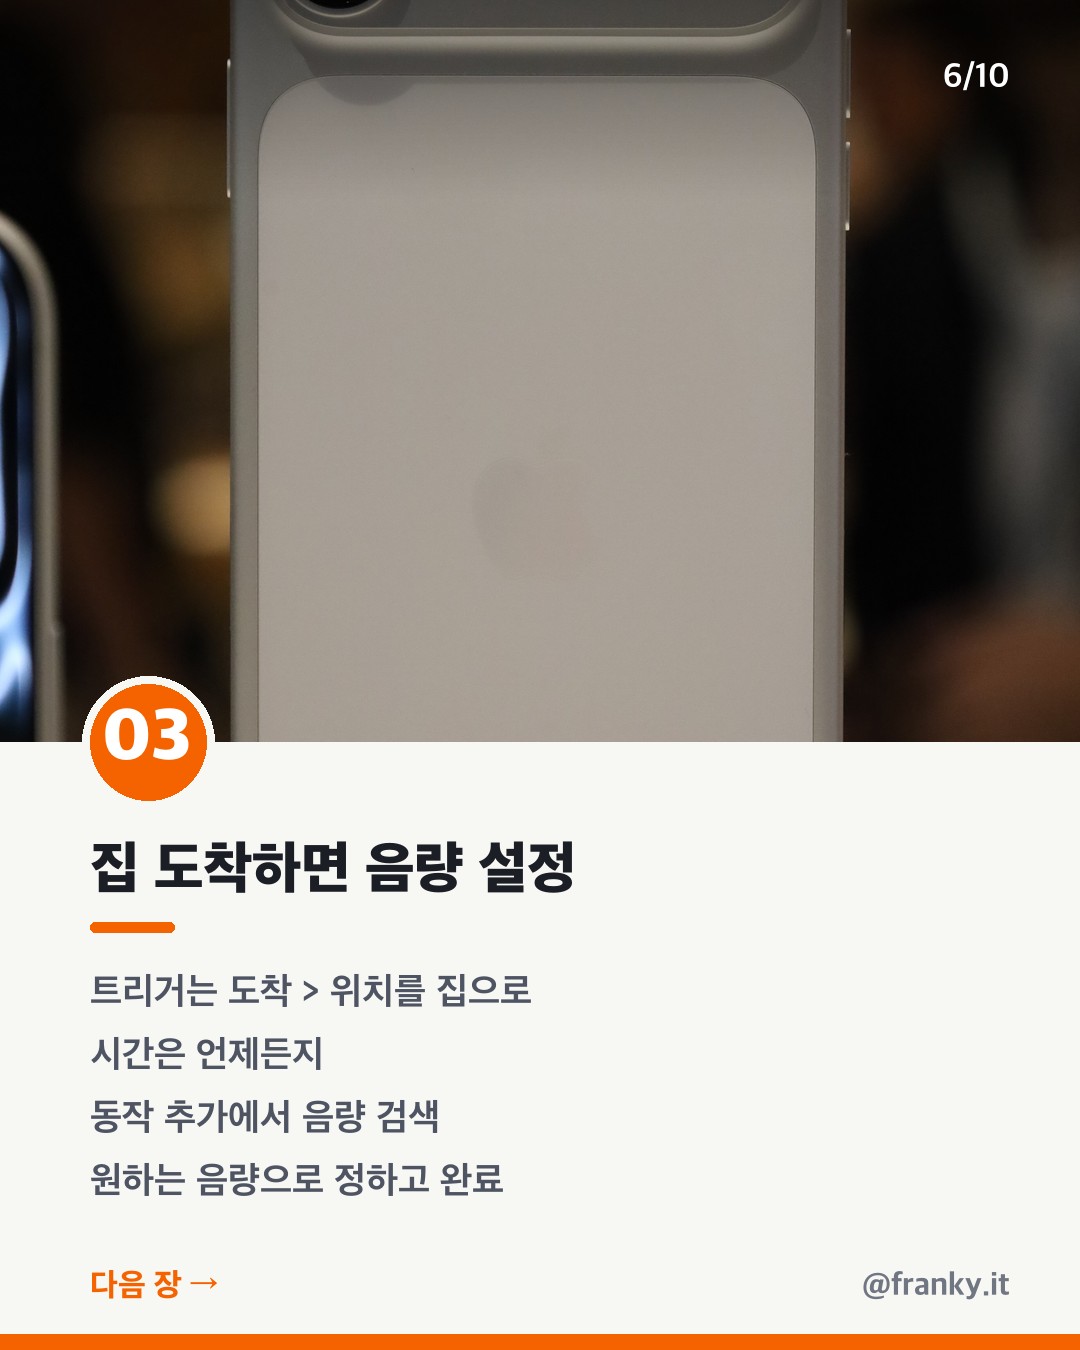 6/10
03
집 도착하면 음량 설정
트리거는 도착 > 위치를 집으로
시간은 언제든지
동작 추가에서 음량 검색
원하는 음량으로 정하고 완료
다음 장 →
@franky.it